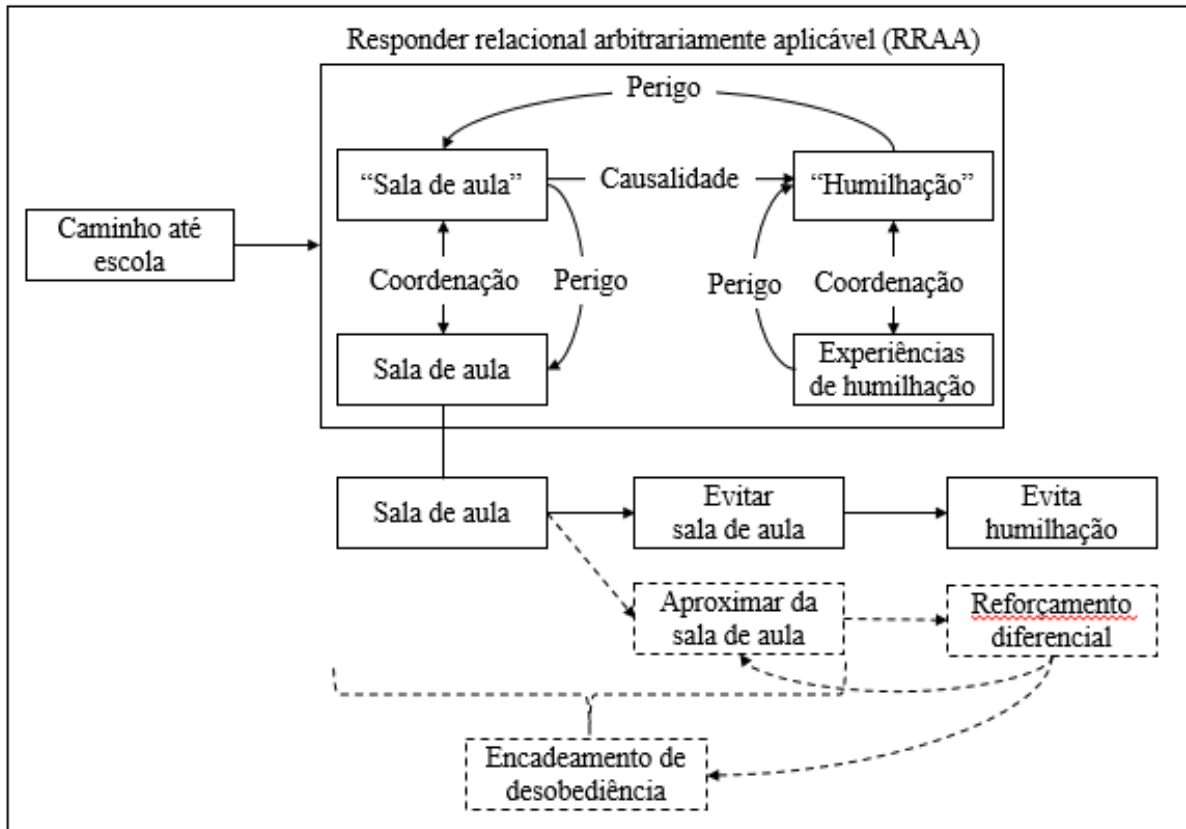 Responder relacional arbitrariamente aplicável (RRAA)
Perigo
“Sala de aula”
Causalidade
“Humilhação”
Caminho até
escola
Coordenação
Perigo
Perigo
Coordenação
Sala de aula
Experiências
de humilhação
Sala de aula
Evitar
sala de aula
Evita
humilhação
Aproximar da
sala de aula
Reforçamento
diferencial
Encadeamento de
desobediência